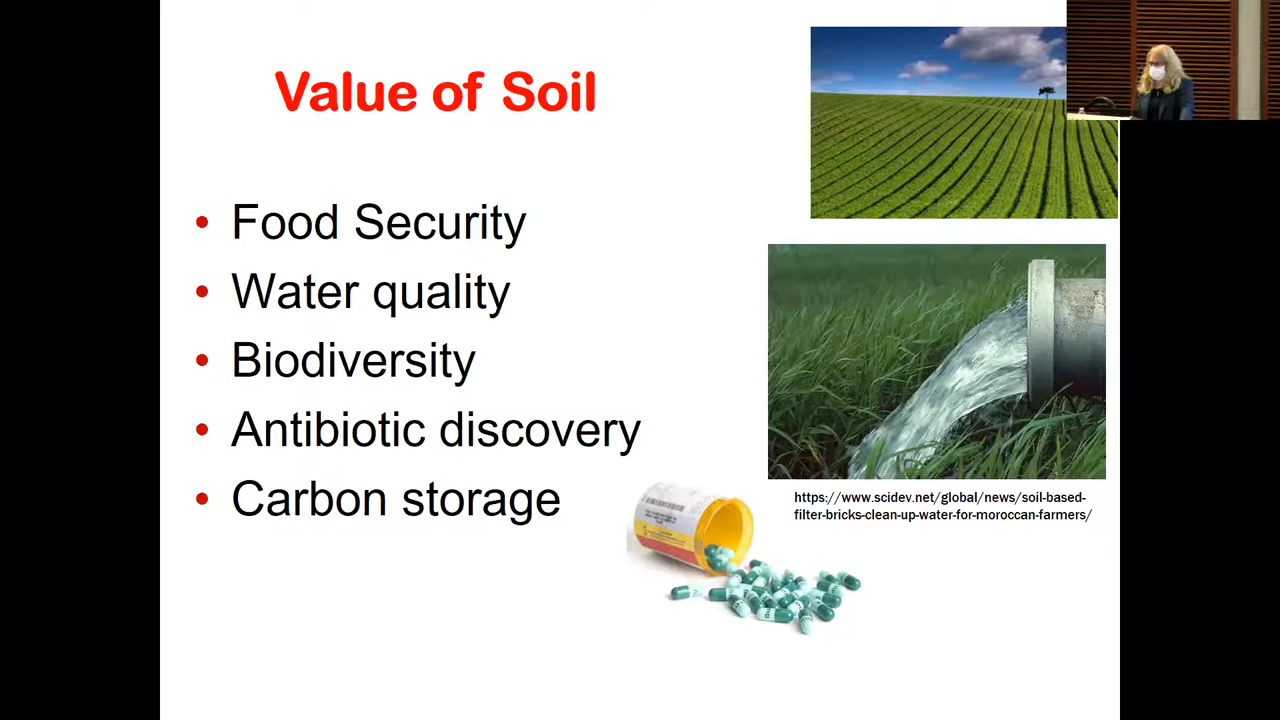 Value of Soil
• Food Security
• Water quality
• Biodiversity
• Antibiotic discovery
• Carbon storage
https://www.scidev.net/global/news/soil-based-
filter-bricks-clean-up-water-for-moroccan-farmers/